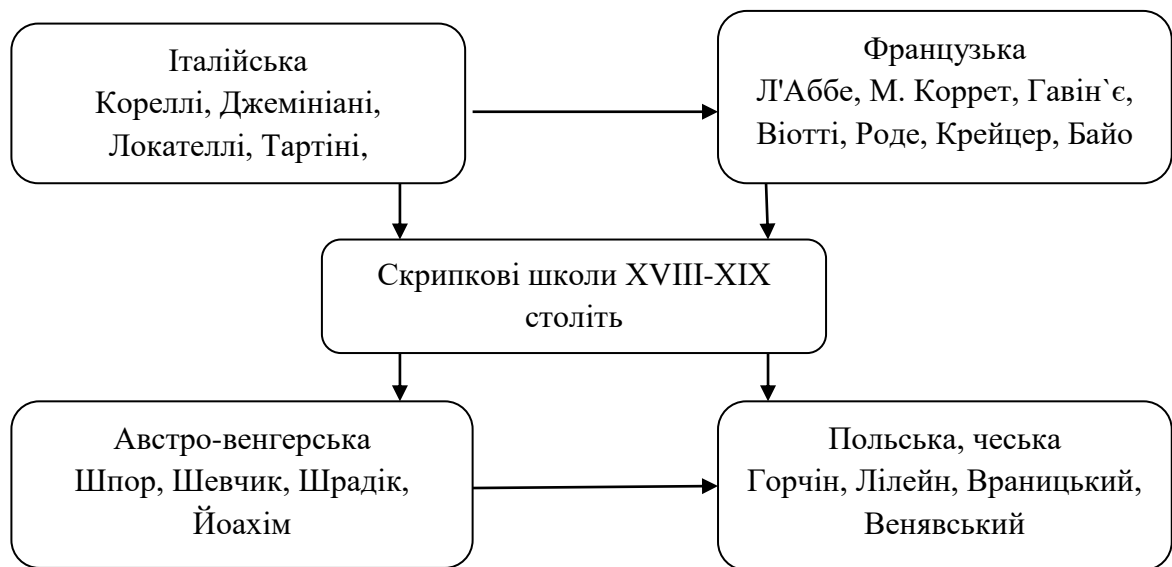 Італійська
Кореллі, Джемініані,
Локателлі, Тартіні,
Французька
Л'Аббе, М. Коррет, Гавін`є,
Віотті, Роде, Крейцер, Байо
Скрипкові школи XVIII-XIX
століть
Австро-венгерська
Шпор, Шевчик, Шрадік,
Йоахім
Польська, чеська
Горчін, Лілейн, Враницький,
Венявський